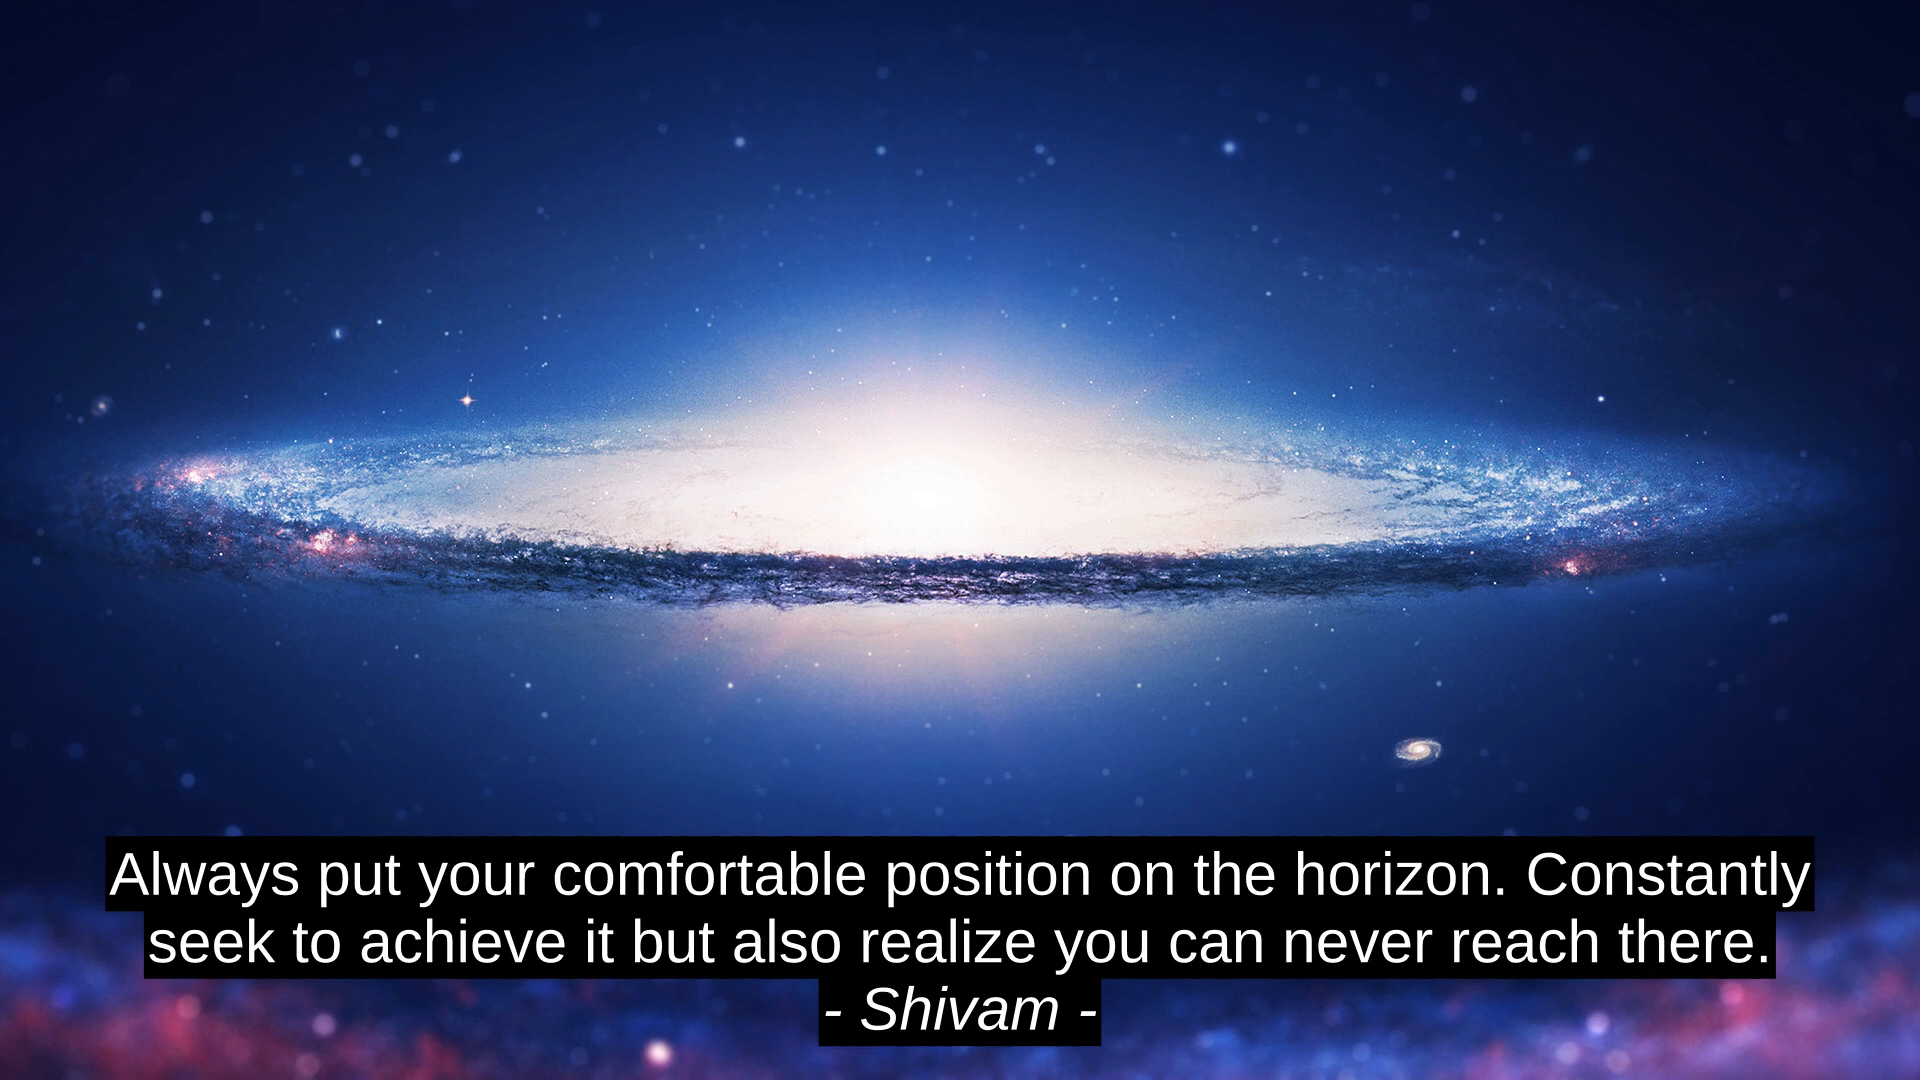 Always put your comfortable position on the horizon. Constantly
seek to achieve it but also realize you can never reach there.
- Shivam -